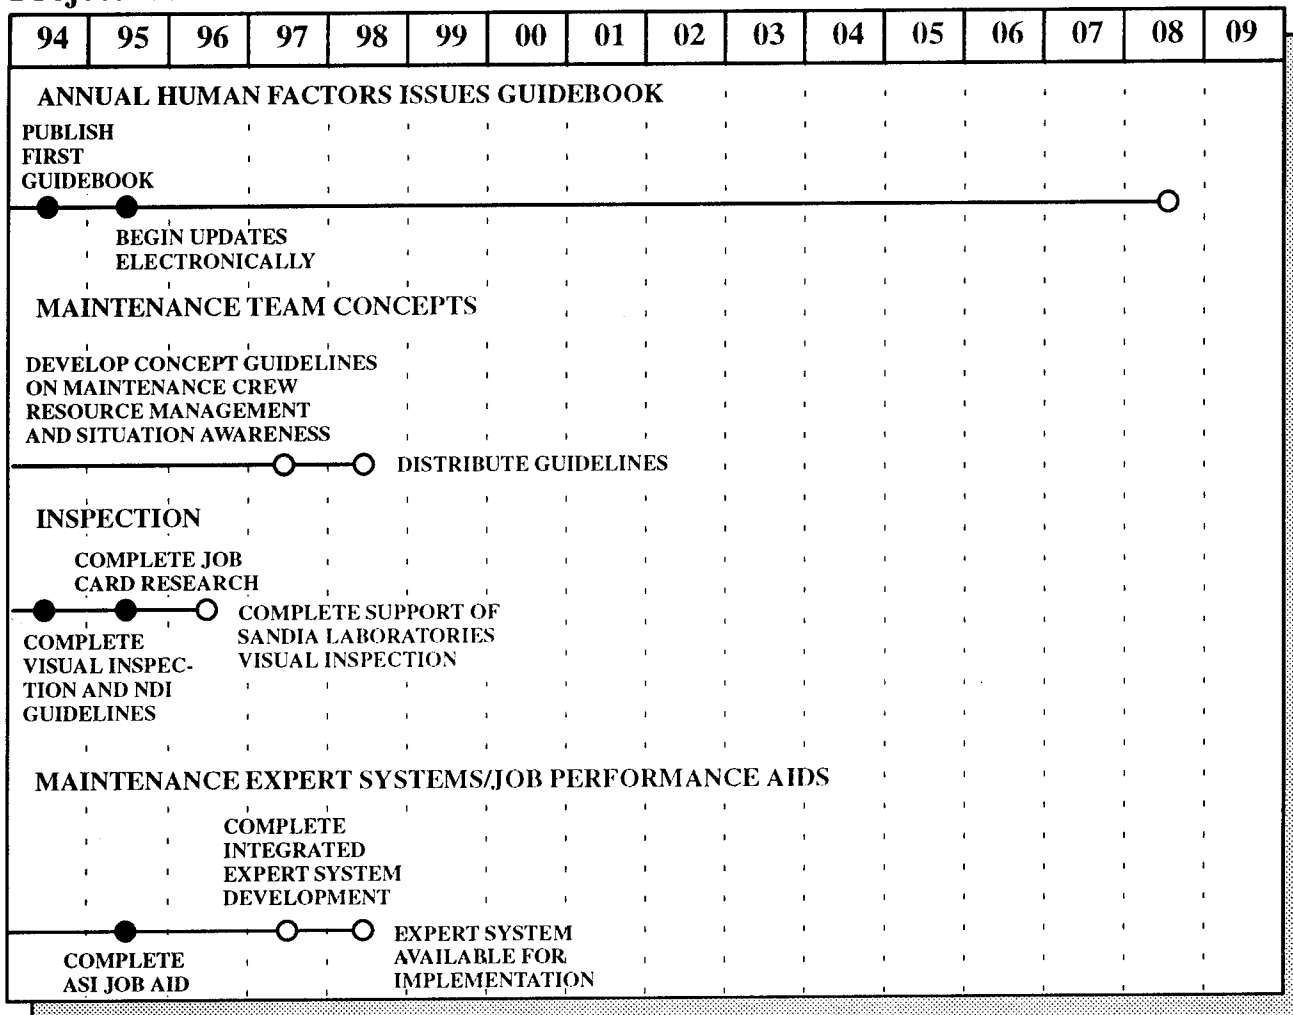 94 95 96 97 98 99 00 01 02 03 04 05 06 07 08 09
ANNUAL HUMAN FACTORS ISSUES GUIDEBOOK
PUBLISH
FIRST
GUIDEBOOK
BEGIN UPDATES
ELECTRONICALLY
MAINTENANCE TEAM CONCEPTS
DEVELOP CONCEPT GUIDELINES
ON MAINTENANCE CREW
RESOURCE MANAGEMENT
AND SITUATION AWARENESS
DISTRIBUTE GUIDELINES
INSPECTION
COMPLETE JOB
CARD RESEARCH
COMPLETE SUPPORT OF
SANDIA LABORATORIES
VISUAL INSPECTION
COMPLETE
VISUAL INSPEC-
TION AND NDI
GUIDELINES
MAINTENANCE EXPERT SYSTEMS/JOB PERFORMANCE AIDS
COMPLETE
INTEGRATED
EXPERT SYSTEM
DEVELOPMENT
EXPERT SYSTEM
AVAILABLE FOR
IMPLEMENTATION
COMPLETE
ASI JOB AID